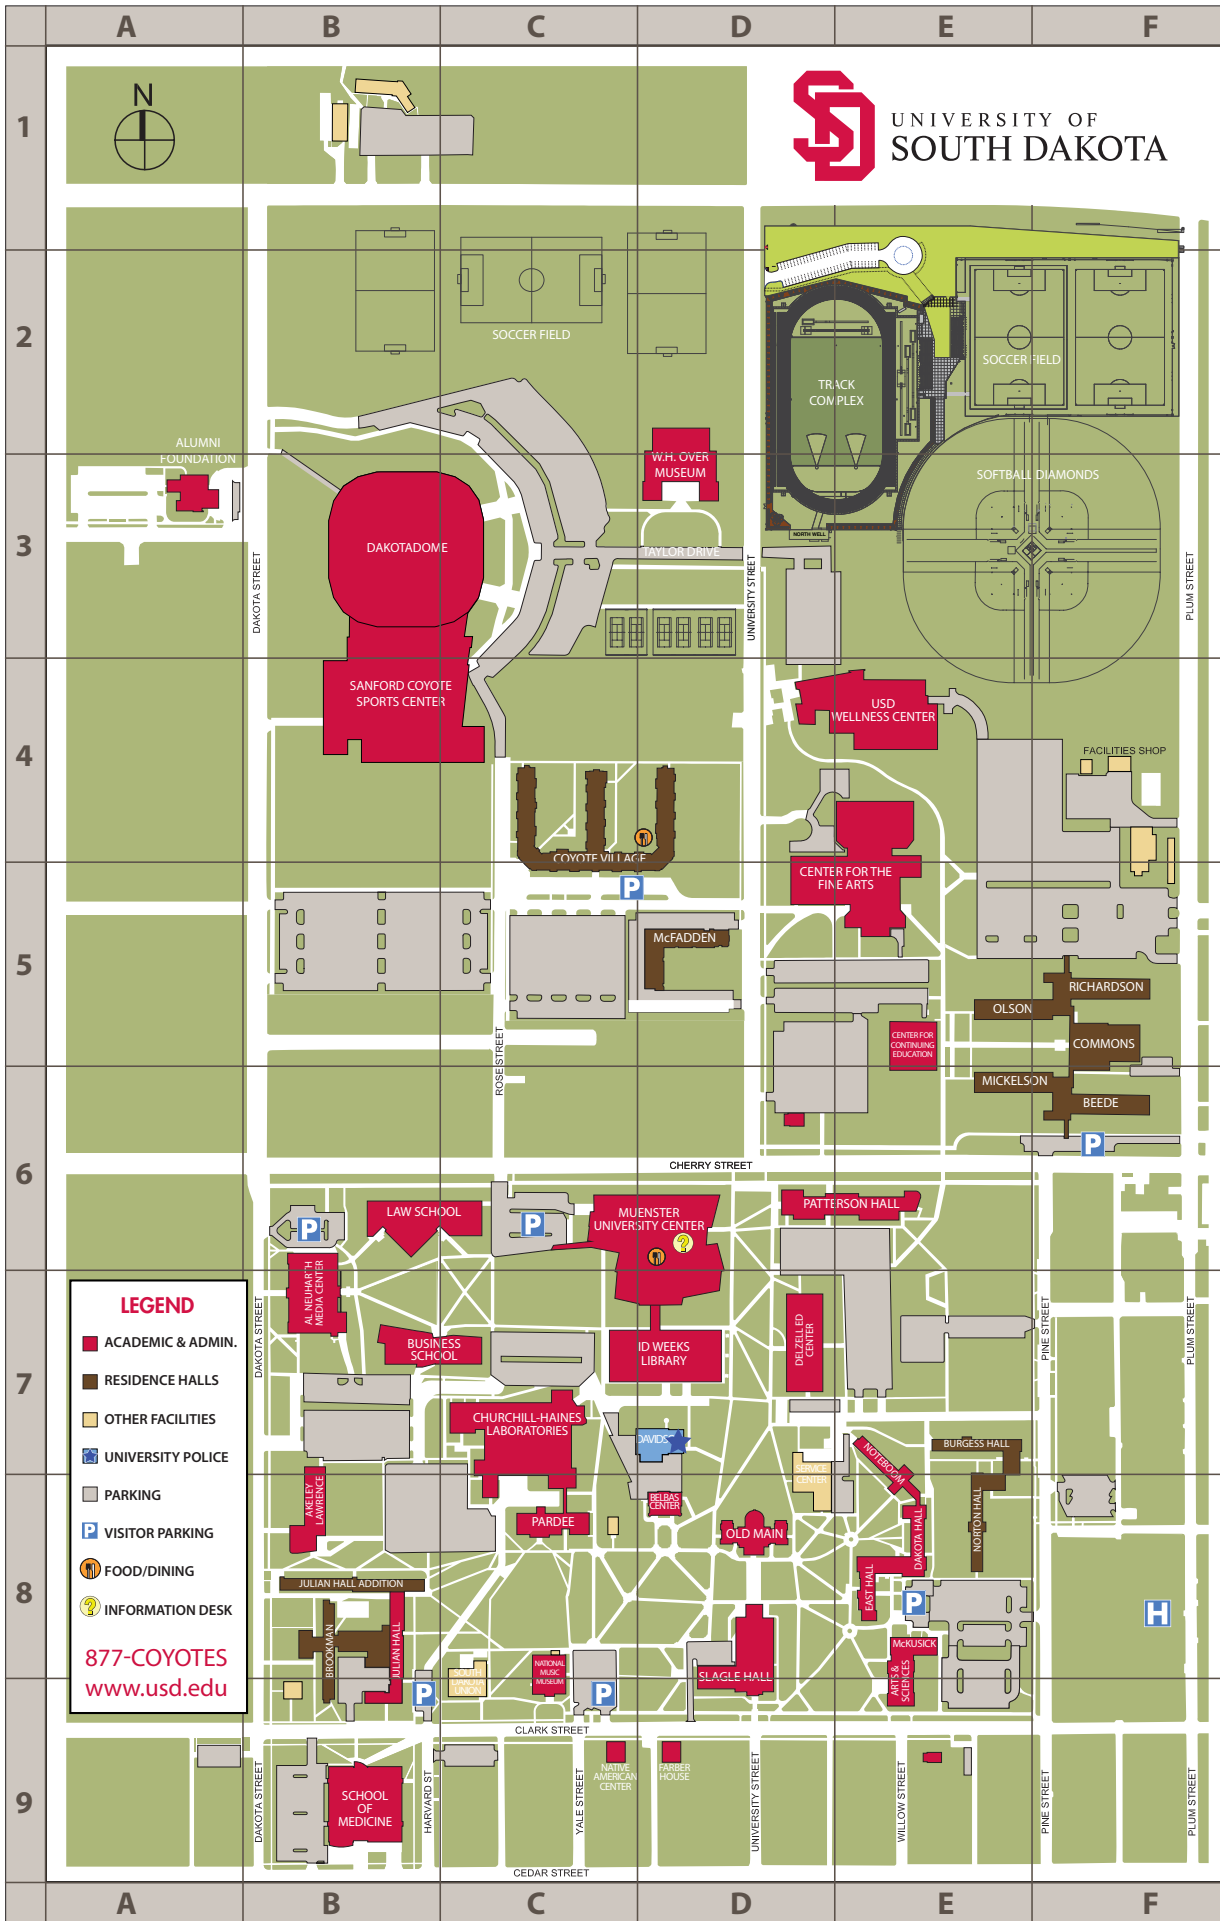 A B C D E F
1
N
UNIVERSITY OF
SOUTH DAKOTA
2
SOCCER FIELD
SOCCER FIELD
TRACK
COMPLEX
ALUMNI
FOUNDATION
W.H. OVER
MUSEUM
SOFTBALL DIAMONDS
3
DAKOTADOME
NORTH WELL
TAYLOR DRIVE
DAKOTA STREET
UNIVERSITY STREET
PLUM STREET
4
SANFORD COYOTE
SPORTS CENTER
USD
WELLNESS CENTER
FACILITIES SHOP
COYOTE VILLAGE
CENTER FOR THE
FINE ARTS
P
5
McFADDEN
RICHARDSON
OLSON
CENTER FOR
CONTINUING
EDUCATION
COMMONS
ROSE STREET
MICKELSON
BEEDE
P
6
CHERRY STREET
LAW SCHOOL
MUENSTER
UNIVERSITY CENTER
PATTERSON HALL
P
P
?
AL NEUHARTH
MEDIA CENTER
LEGEND
ACADEMIC & ADMIN.
RESIDENCE HALLS
OTHER FACILITIES
UNIVERSITY POLICE
PARKING
P VISITOR PARKING
FOOD/DINING
? INFORMATION DESK
877-COYOTES
www.usd.edu
DAKOTA STREET
7
BUSINESS
SCHOOL
ID WEEKS
LIBRARY
DELZELL ED
CENTER
PINE STREET
PLUM STREET
CHURCHILL-HAINES
LABORATORIES
DAVIDS
NOTEBOOM
BURGESS HALL
SERVICE
CENTER
AKELEY
LAWRENCE
BELBAS
CENTER
PARDEE
OLD MAIN
DAKOTA HALL
NORTON HALL
8
JULIAN HALL ADDITION
EAST HALL
P
H
BROOKMAN
JULIAN HALL
McKUSICK
SOUTH
DAKOTA
UNION
NATIONAL
MUSIC
MUSEUM
SLAGLE HALL
ARTS &
SCIENCES
P
P
CLARK STREET
NATIVE
AMERICAN
CENTER
FARBER
HOUSE
9
SCHOOL
OF
MEDICINE
DAKOTA STREET
HARVARD ST
YALE STREET
UNIVERSITY STREET
WILLOW STREET
PINE STREET
PLUM STREET
CEDAR STREET
A B C D E F